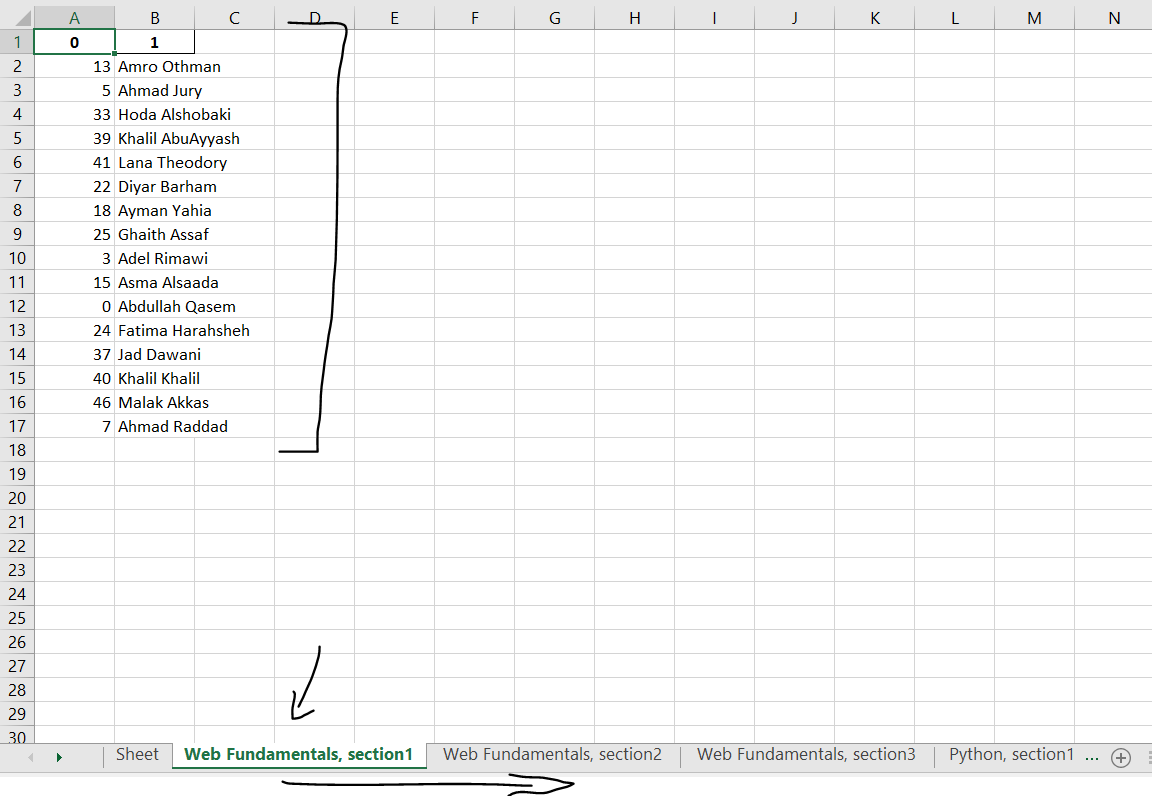 A B C D E F G H I J K L M N
1 0 1
2 13 Amro Othman
3 5 Ahmad Jury
4 33 Hoda Alshobaki
5 39 Khalil AbuAyyash
6 41 Lana Theodory
7 22 Diyar Barham
8 18 Ayman Yahia
9 25 Ghaith Assaf
10 3 Adel Rimawi
11 15 Asma Alsaada
12 0 Abdullah Qasem
13 24 Fatima Harahsheh
14 37 Jad Dawani
15 40 Khalil Khalil
16 46 Malak Akkas
17 7 Ahmad Raddad
18
19
20
21
22
23
24
25
26
27
28
29
30
Sheet Web Fundamentals, section1 Web Fundamentals, section2 Web Fundamentals, section3 Python, section1 ...